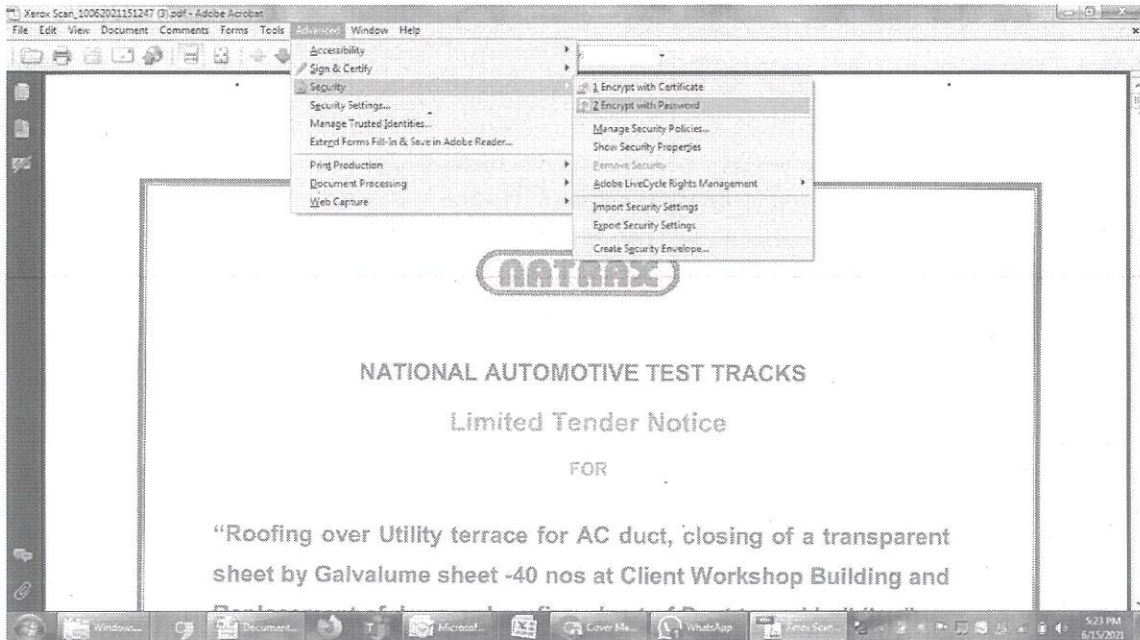 Xerox Scan_10062021151247 (3).pdf - Adobe Acrobat
File Edit View Document Comments Forms Tools Advanced Window Help
Accessibility
Sign & Certify
Security
Security Settings...
Manage Trusted Identities...
Extend Forms Fill-In & Save in Adobe Reader...
Print Production
Document Processing
Web Capture
1 Encrypt with Certificate
2 Encrypt with Password
Manage Security Policies...
Show Security Properties
Remove Security
Adobe LiveCycle Rights Management
Import Security Settings
Export Security Settings
Create Security Envelope...
NATRAX
NATIONAL AUTOMOTIVE TEST TRACKS
Limited Tender Notice
FOR
“Roofing over Utility terrace for AC duct, closing of a transparent
sheet by Galvalume sheet -40 nos at Client Workshop Building and
Windows... Document... Microsof... Cover Me... WhatsApp Xerox Scan... 5:23 PM
6/15/2021